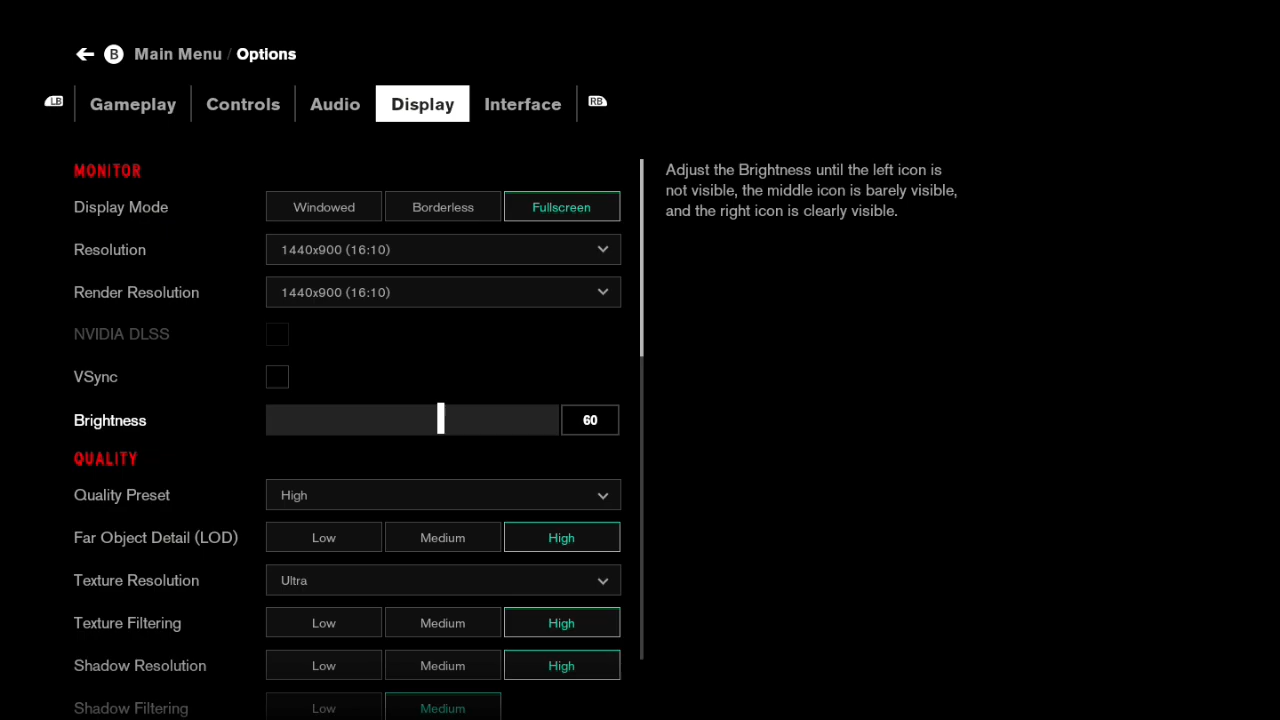 B Main Menu / Options
LB Gameplay Controls Audio Display Interface RB
MONITOR
Display Mode Windowed Borderless Fullscreen
Resolution 1440x900 (16:10)
Render Resolution 1440x900 (16:10)
NVIDIA DLSS
VSync
Brightness 60
QUALITY
Quality Preset High
Far Object Detail (LOD) Low Medium High
Texture Resolution Ultra
Texture Filtering Low Medium High
Shadow Resolution Low Medium High
Shadow Filtering Low Medium
Adjust the Brightness until the left icon is
not visible, the middle icon is barely visible,
and the right icon is clearly visible.